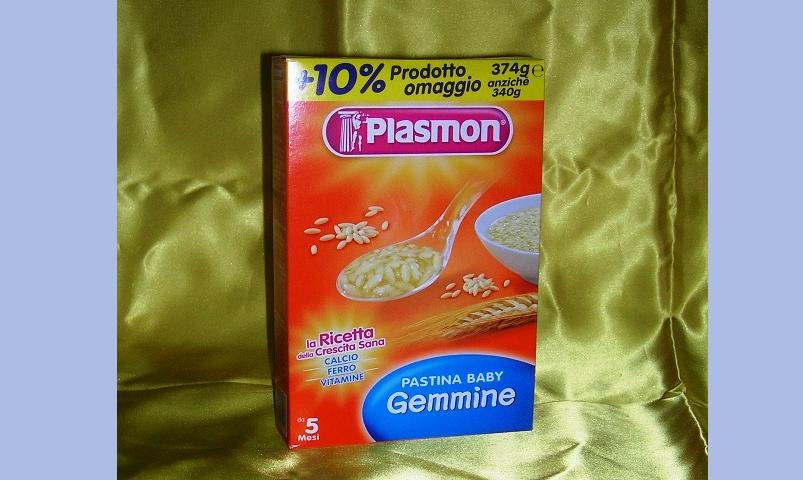 +10% Prodotto omaggio 374g e
anziché
340g
Plasmon®
la Ricetta
della Crescita Sana
CALCIO
FERRO
VITAMINE
PASTINA BABY
Gemmine
da 5
Mesi